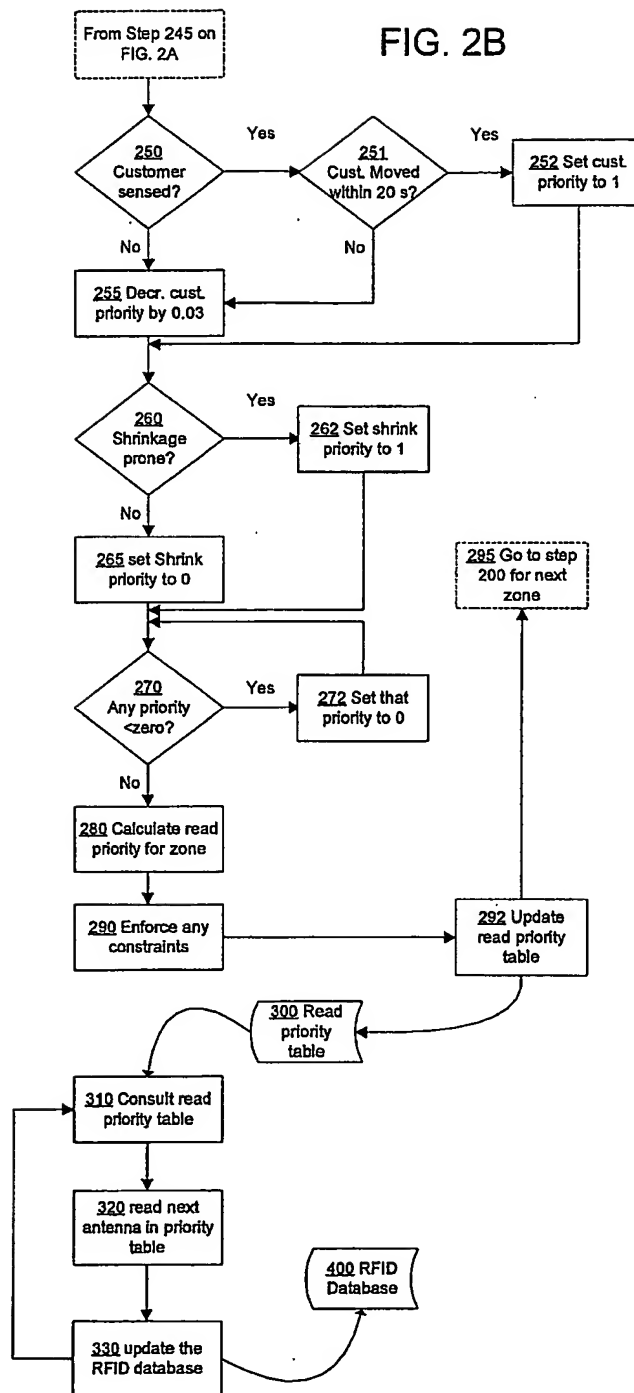 FIG. 2B
From Step 245 on
FIG. 2A
250
Customer
sensed?
Yes
251
Cust. Moved
within 20 s?
Yes
252 Set cust.
priority to 1
No
No
255 Decr. cust.
priority by 0.03
260
Shrinkage
prone?
Yes
262 Set shrink
priority to 1
No
265 set Shrink
priority to 0
295 Go to step
200 for next
zone
270
Any priority
<zero?
Yes
272 Set that
priority to 0
No
280 Calculate read
priority for zone
290 Enforce any
constraints
292 Update
read priority
table
300 Read
priority
table
310 Consult read
priority table
320 read next
antenna in priority
table
400 RFID
Database
330 update the
RFID database